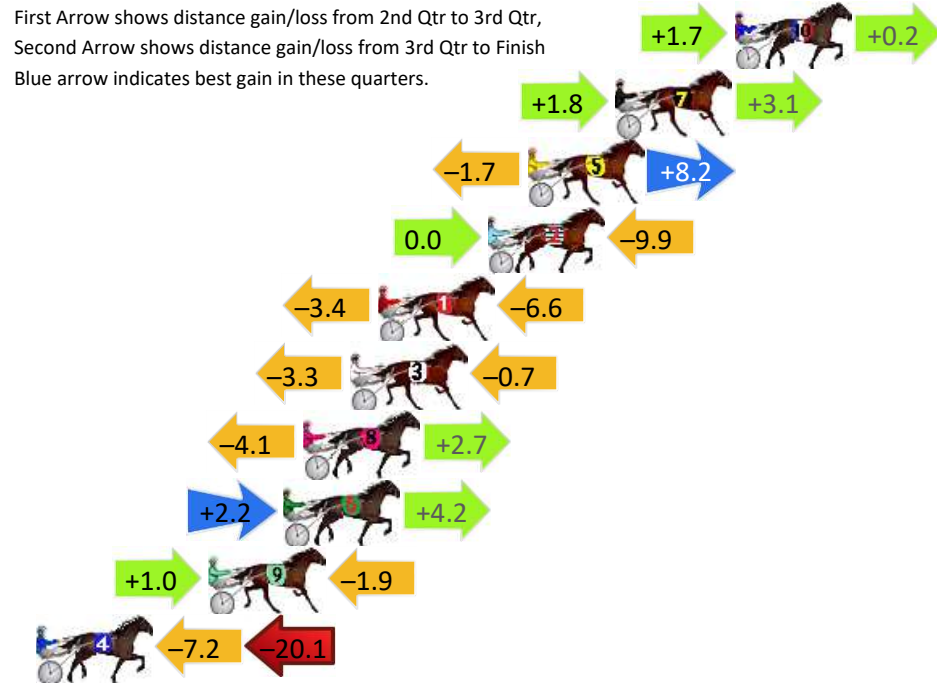 First Arrow shows distance gain/loss from 2nd Qtr to 3rd Qtr,
Second Arrow shows distance gain/loss from 3rd Qtr to Finish
Blue arrow indicates best gain in these quarters.
+1.7 10 +0.2
+1.8 7 +3.1
–1.7 5 +8.2
0.0 2 –9.9
–3.4 1 –6.6
–3.3 3 –0.7
–4.1 8 +2.7
+2.2 6 +4.2
+1.0 9 –1.9
4 –7.2 –20.1